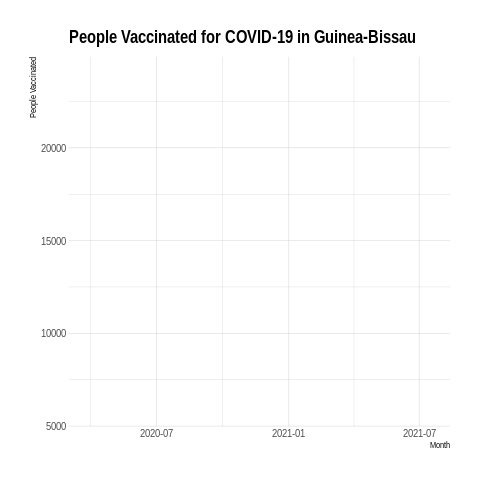 People Vaccinated for COVID-19 in Guinea-Bissau
People Vaccinated
20000
15000
10000
5000
2020-07
2021-01
2021-07
Month